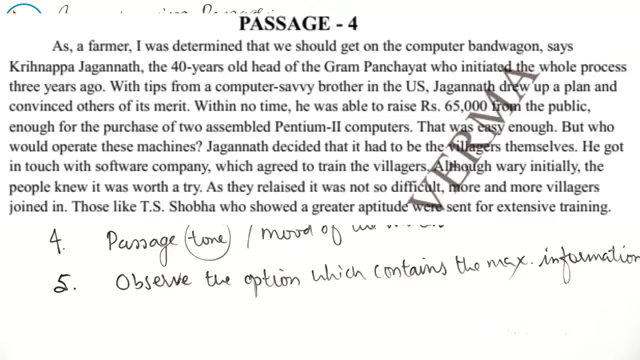 PASSAGE - 4
As, a farmer, I was determined that we should get on the computer bandwagon, says
Krihnappa Jagannath, the 40-years old head of the Gram Panchayat who initiated the whole process
three years ago. With tips from a computer-savvy brother in the US, Jagannath drew up a plan and
convinced others of its merit. Within no time, he was able to raise Rs. 65,000 from the public,
enough for the purchase of two assembled Pentium-II computers. That was easy enough. But who
would operate these machines? Jagannath decided that it had to be the villagers themselves. He got
in touch with software company, which agreed to train the villagers. Although wary initially, the
people knew it was worth a try. As they relaised it was not so difficult, more and more villagers
joined in. Those like T.S. Shobha who showed a greater aptitude were sent for extensive training.
VERMA
4. Passage (tone) / mood of
5. Observe the option which contains the max. information